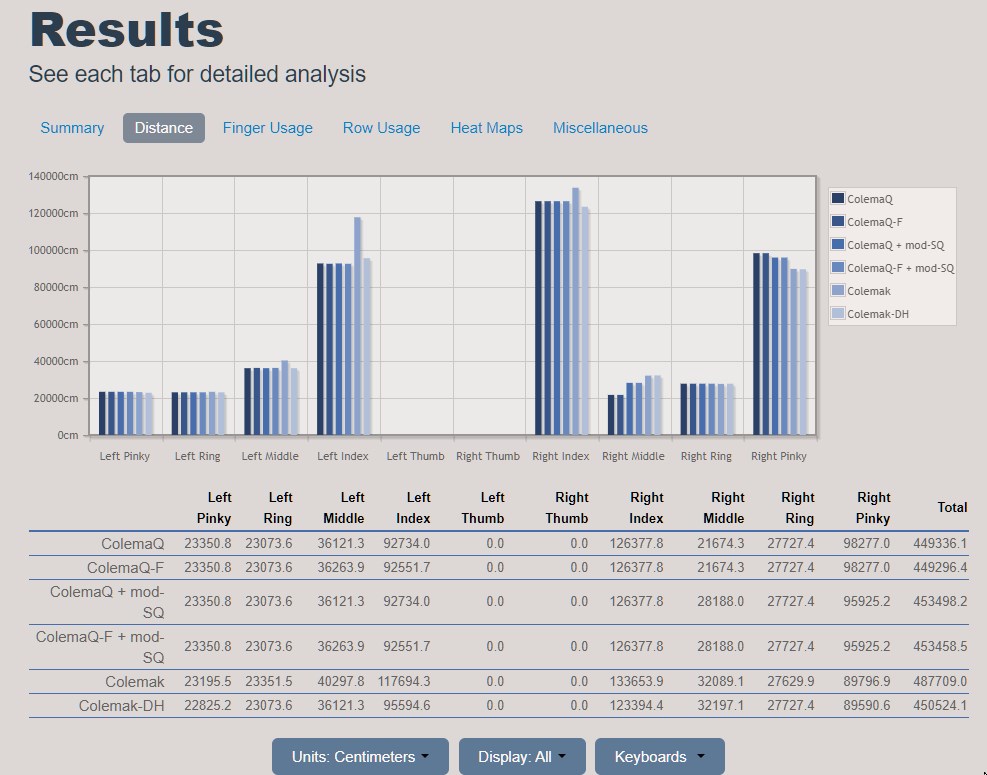 Results
See each tab for detailed analysis
Summary Distance Finger Usage Row Usage Heat Maps Miscellaneous
140000cm
120000cm
100000cm
80000cm
60000cm
40000cm
20000cm
0cm
Left Pinky Left Ring Left Middle Left Index Left Thumb Right Thumb Right Index Right Middle Right Ring Right Pinky
ColemaQ
ColemaQ-F
ColemaQ + mod-SQ
ColemaQ-F + mod-SQ
Colemak
Colemak-DH
Left Pinky Left Ring Left Middle Left Index Left Thumb Right Thumb Right Index Right Middle Right Ring Right Pinky Total
ColemaQ 23350.8 23073.6 36121.3 92734.0 0.0 0.0 126377.8 21674.3 27727.4 98277.0 449336.1
ColemaQ-F 23350.8 23073.6 36263.9 92551.7 0.0 0.0 126377.8 21674.3 27727.4 98277.0 449296.4
ColemaQ + mod-SQ 23350.8 23073.6 36121.3 92734.0 0.0 0.0 126377.8 28188.0 27727.4 95925.2 453498.2
ColemaQ-F + mod-SQ 23350.8 23073.6 36263.9 92551.7 0.0 0.0 126377.8 28188.0 27727.4 95925.2 453458.5
Colemak 23195.5 23351.5 40297.8 117694.3 0.0 0.0 133653.9 32089.1 27629.9 89796.9 487709.0
Colemak-DH 22825.2 23073.6 36121.3 95594.6 0.0 0.0 123394.4 32197.1 27727.4 89590.6 450524.1
Units: Centimeters Display: All Keyboards